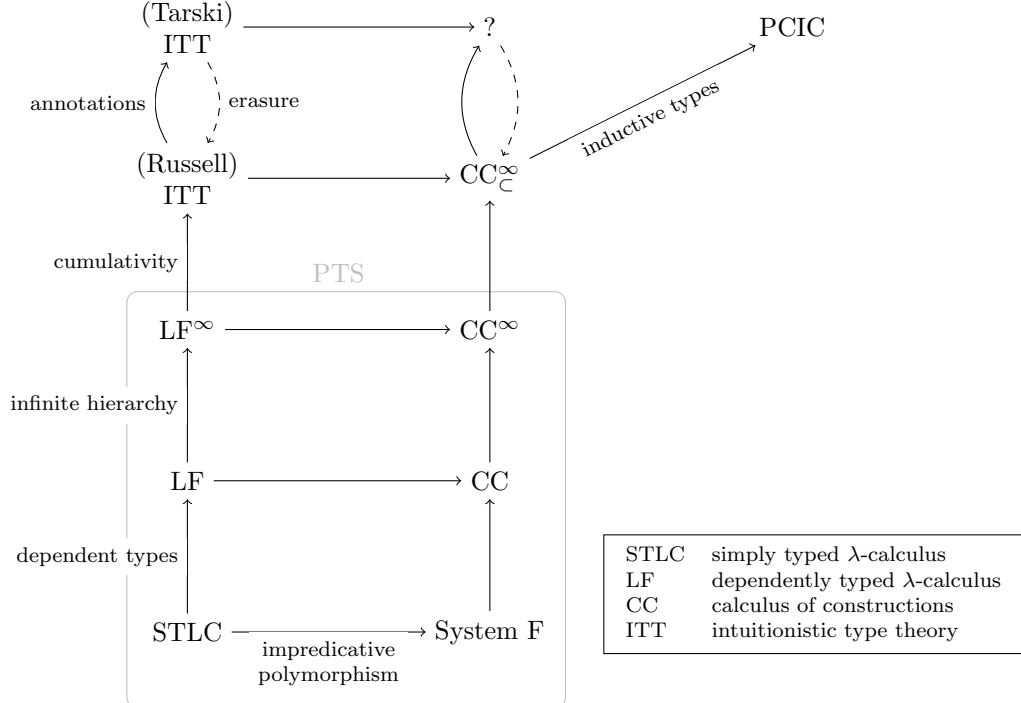 (Tarski)
ITT
?
PCIC
annotations
erasure
inductive types
(Russell)
ITT
CC∞⊂
cumulativity
PTS
LF∞
CC∞
infinite hierarchy
LF
CC
dependent types
STLC
System F
impredicative
polymorphism
STLC simply typed λ-calculus
LF dependently typed λ-calculus
CC calculus of constructions
ITT intuitionistic type theory